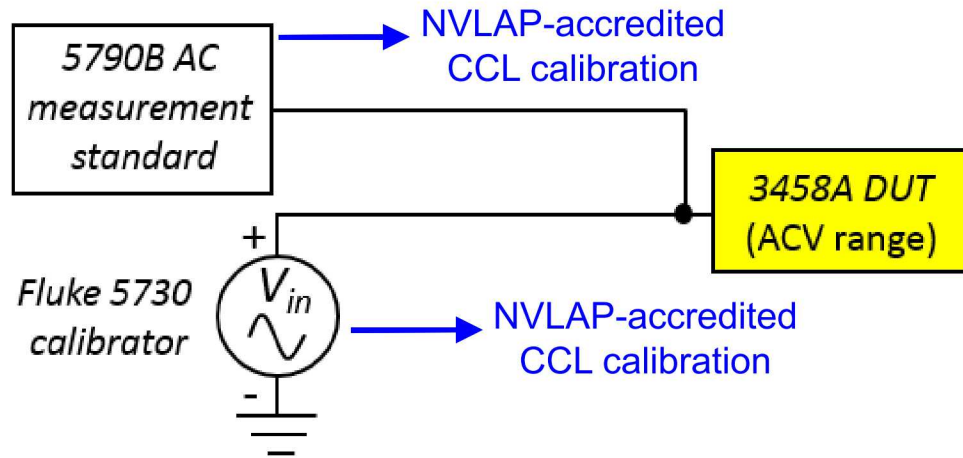 5790B AC
measurement
standard
NVLAP-accredited
CCL calibration
3458A DUT
(ACV range)
+
Vin
-
Fluke 5730
calibrator
NVLAP-accredited
CCL calibration